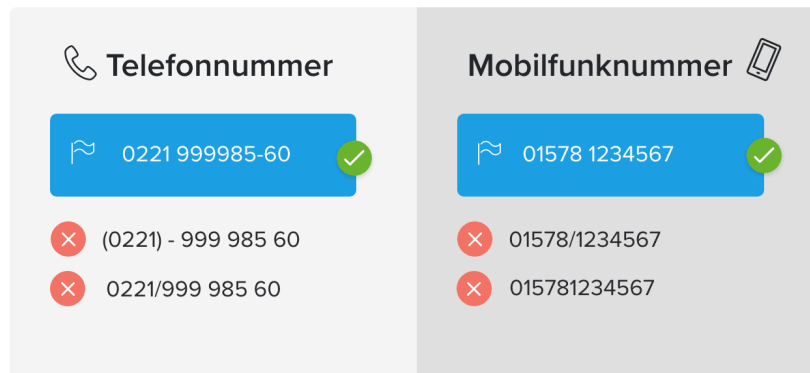 Telefonnummer
0221 999985-60
(0221) - 999 985 60
0221/999 985 60
Mobilfunknummer
01578 1234567
01578/1234567
015781234567